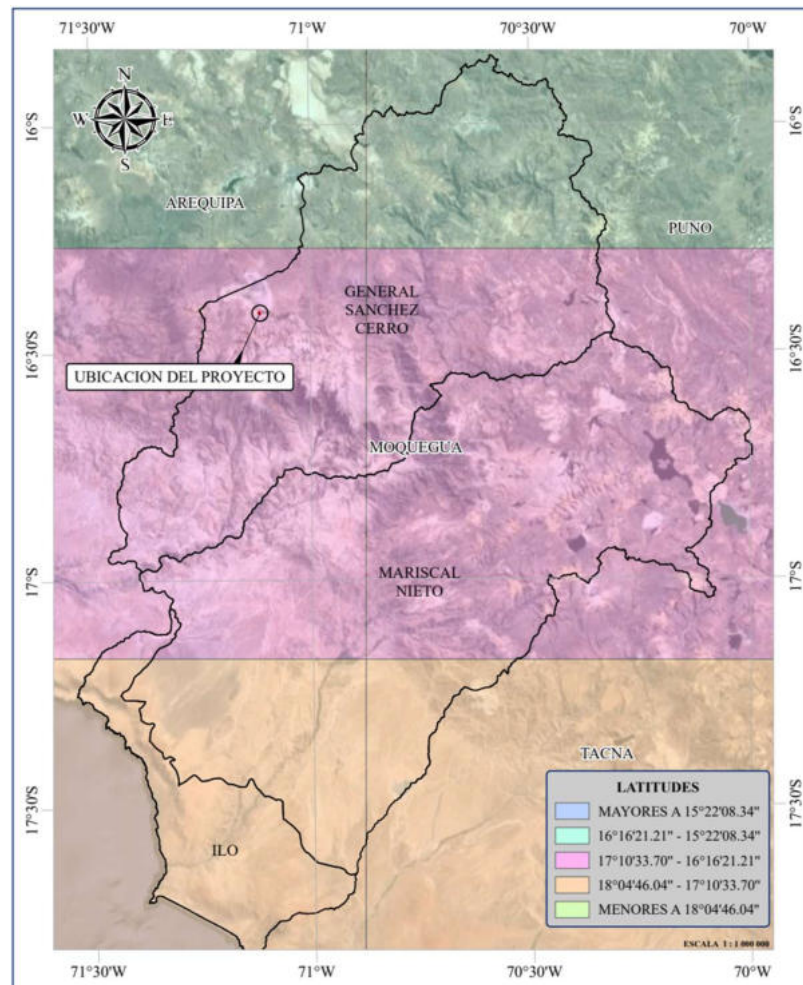 71°30'W
71°W
70°30'W
70°W
N
W
E
S
16°S
16°S
AREQUIPA
PUNO
GENERAL
SANCHEZ
CERRO
16°30'S
16°30'S
UBICACION DEL PROYECTO
MOQUEGUA
17°S
17°S
MARISCAL
NIETO
TACNA
17°30'S
17°30'S
ILO
LATITUDES
MAYORES A 15°22'08.34"
16°16'21.21" - 15°22'08.34"
17°10'33.70" - 16°16'21.21"
18°04'46.04" - 17°10'33.70"
MENORES A 18°04'46.04"
ESCALA 1 : 1 000 000
71°30'W
71°W
70°30'W
70°W